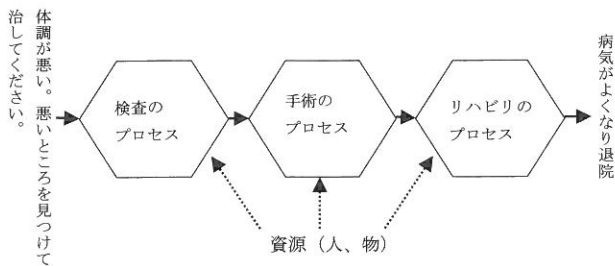 体調が悪い。悪いところを見つけて
治してください。
検査の
プロセス
手術の
プロセス
リハビリの
プロセス
病気がよくなり退院
資源（人、物）